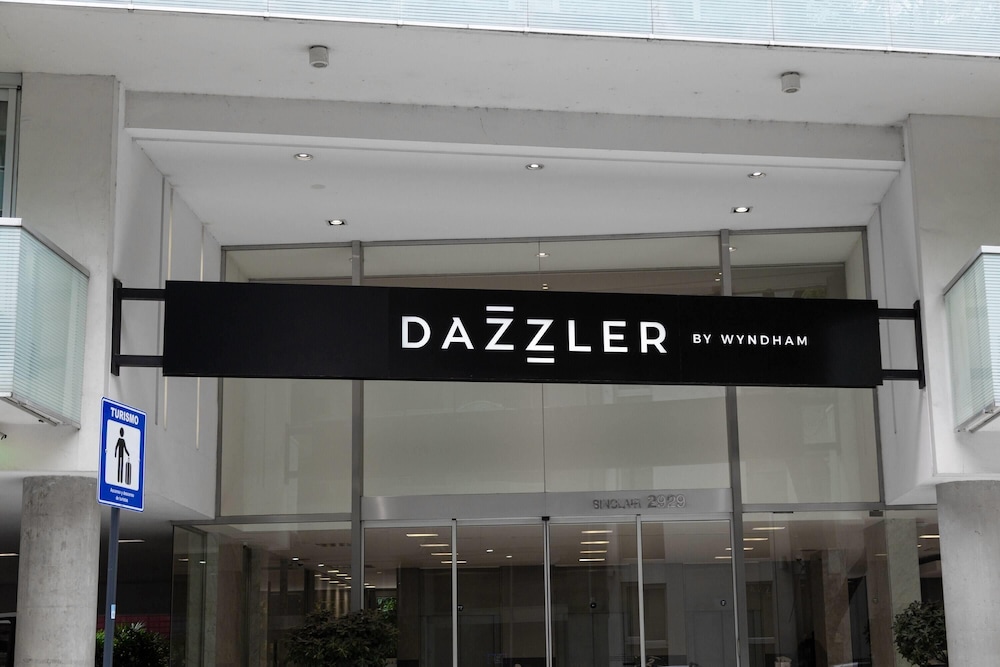 DAZZLER BY WYNDHAM
TURISMO
SINCLAIR 2929